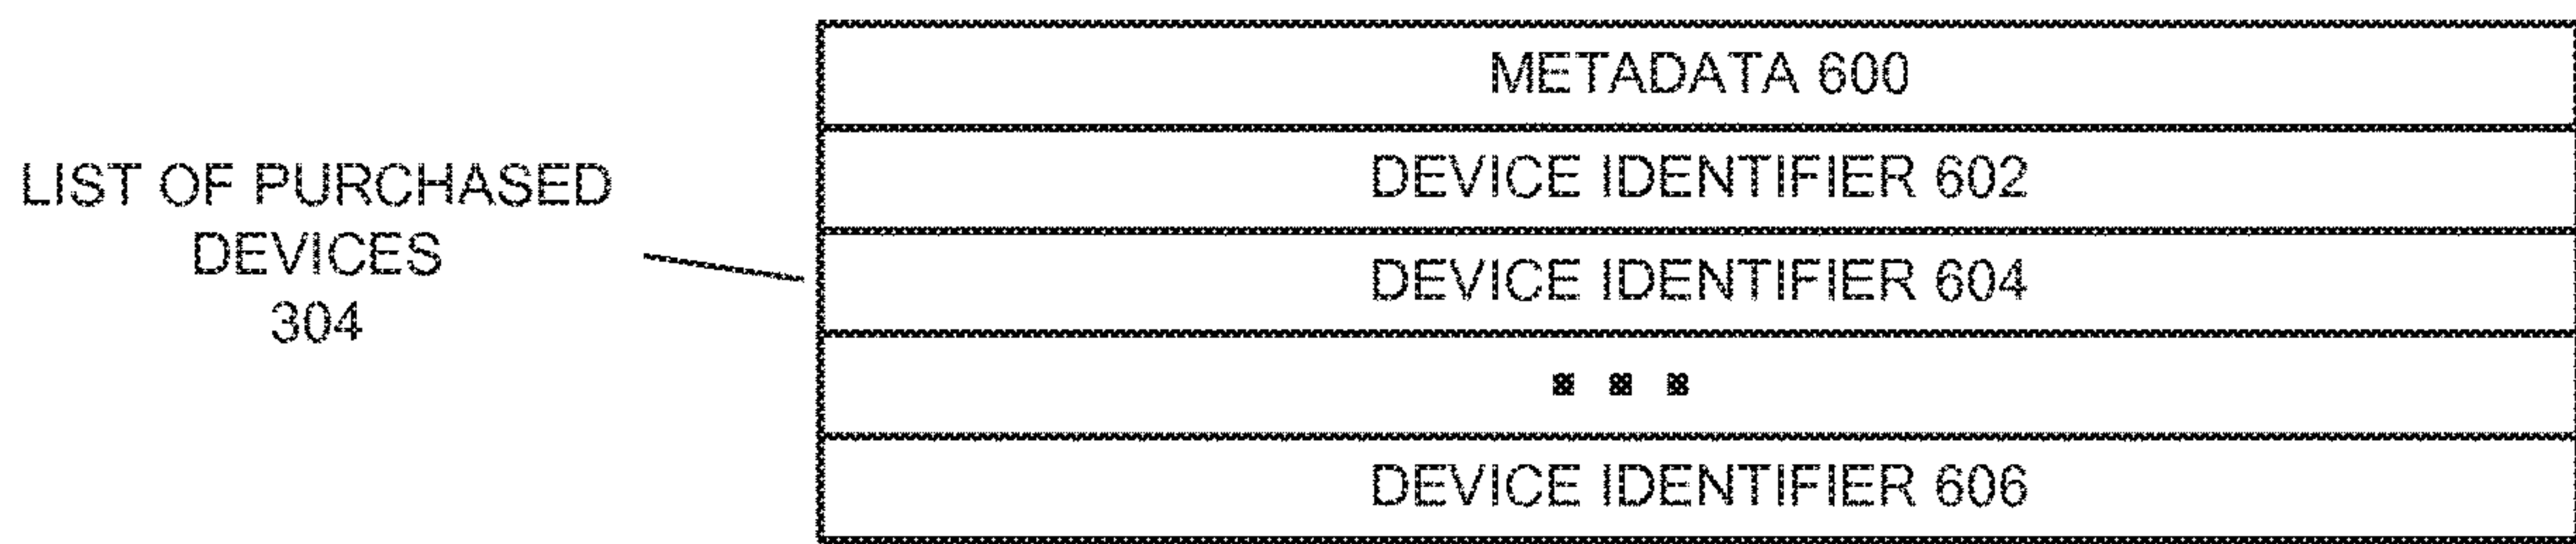 LIST OF PURCHASED
DEVICES
304
METADATA 600
DEVICE IDENTIFIER 602
DEVICE IDENTIFIER 604
DEVICE IDENTIFIER 606